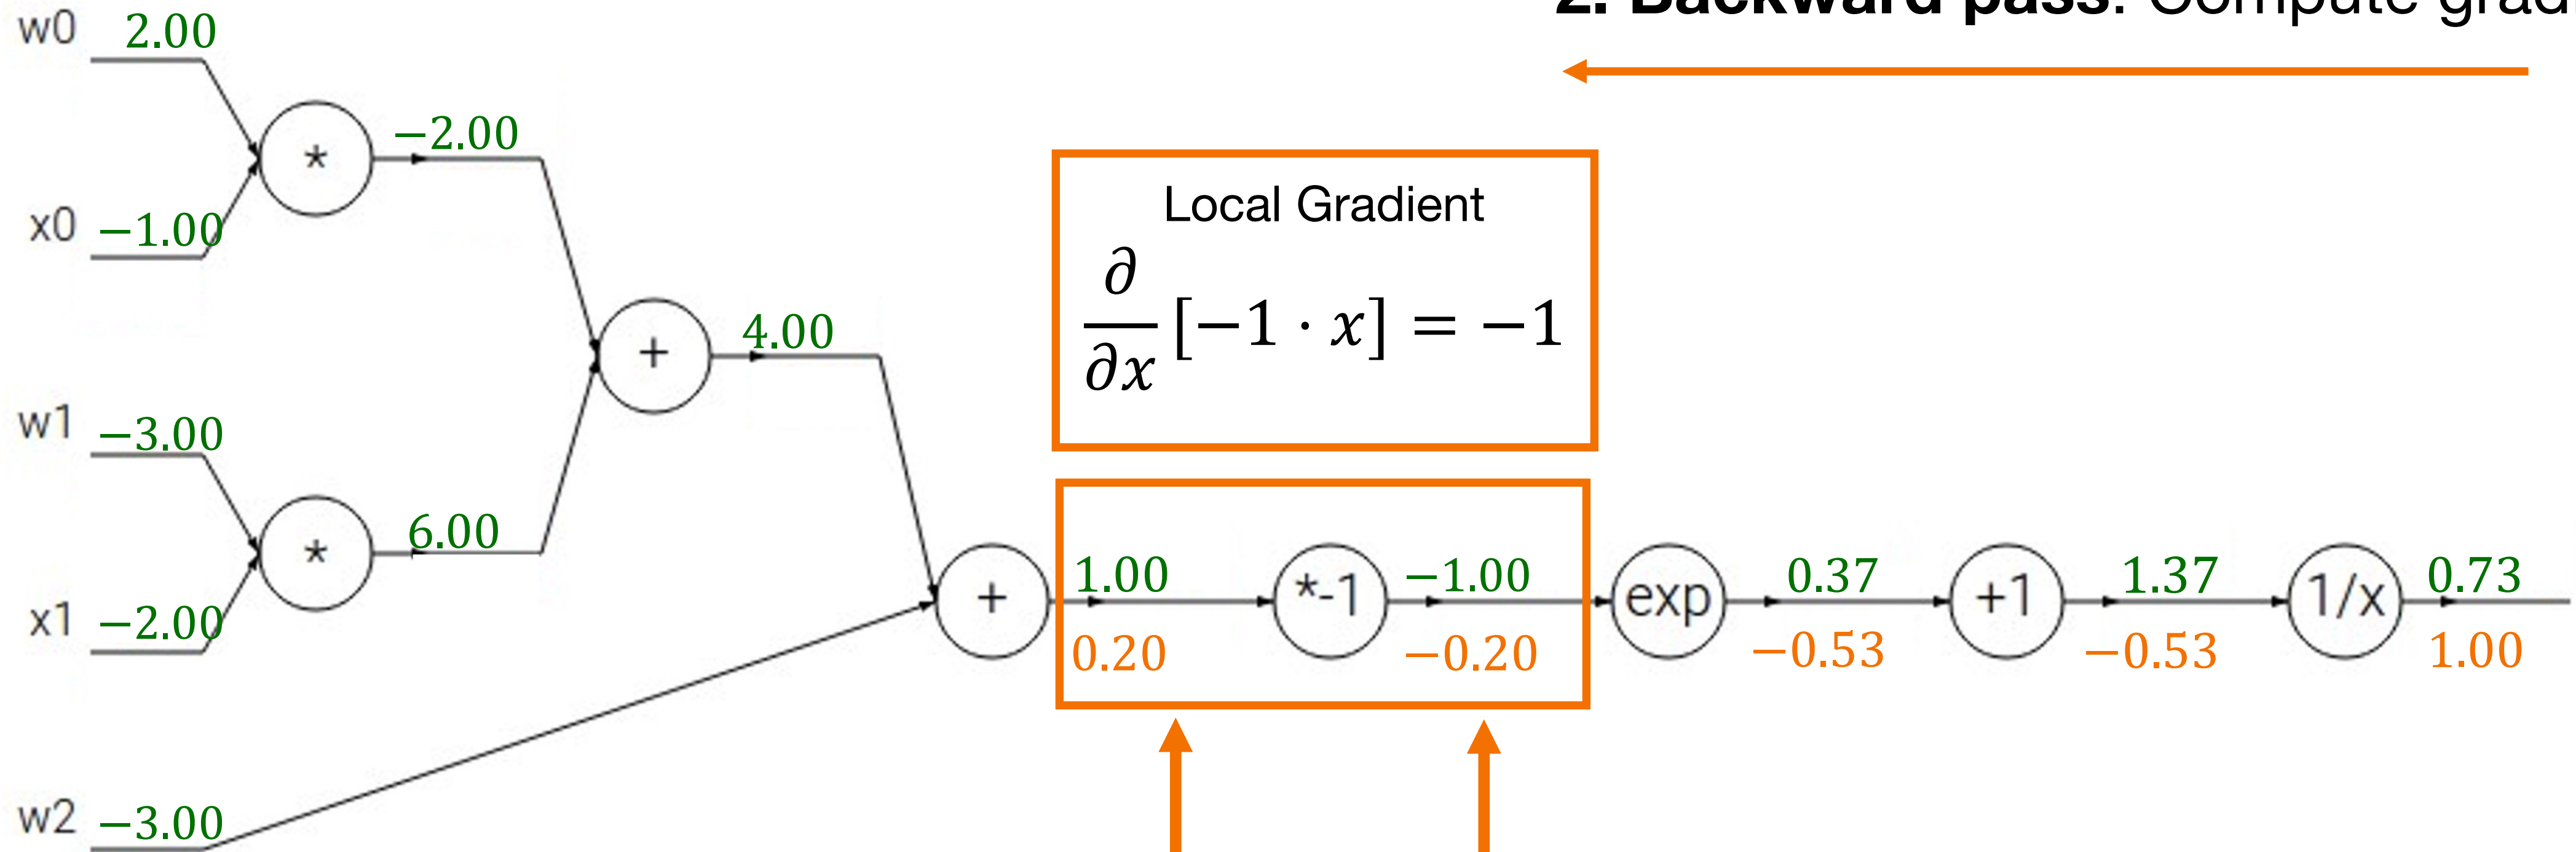 2. Backward pass: Compute gradi
w0 2.00
* −2.00
x0 −1.00
Local Gradient
∂/∂x [−1 · x] = −1
+ 4.00
w1 −3.00
* 6.00
x1 −2.00
+ 1.00 *-1 −1.00 exp 0.37 +1 1.37 1/x 0.73
0.20 −0.20 −0.53 −0.53 1.00
w2 −3.00